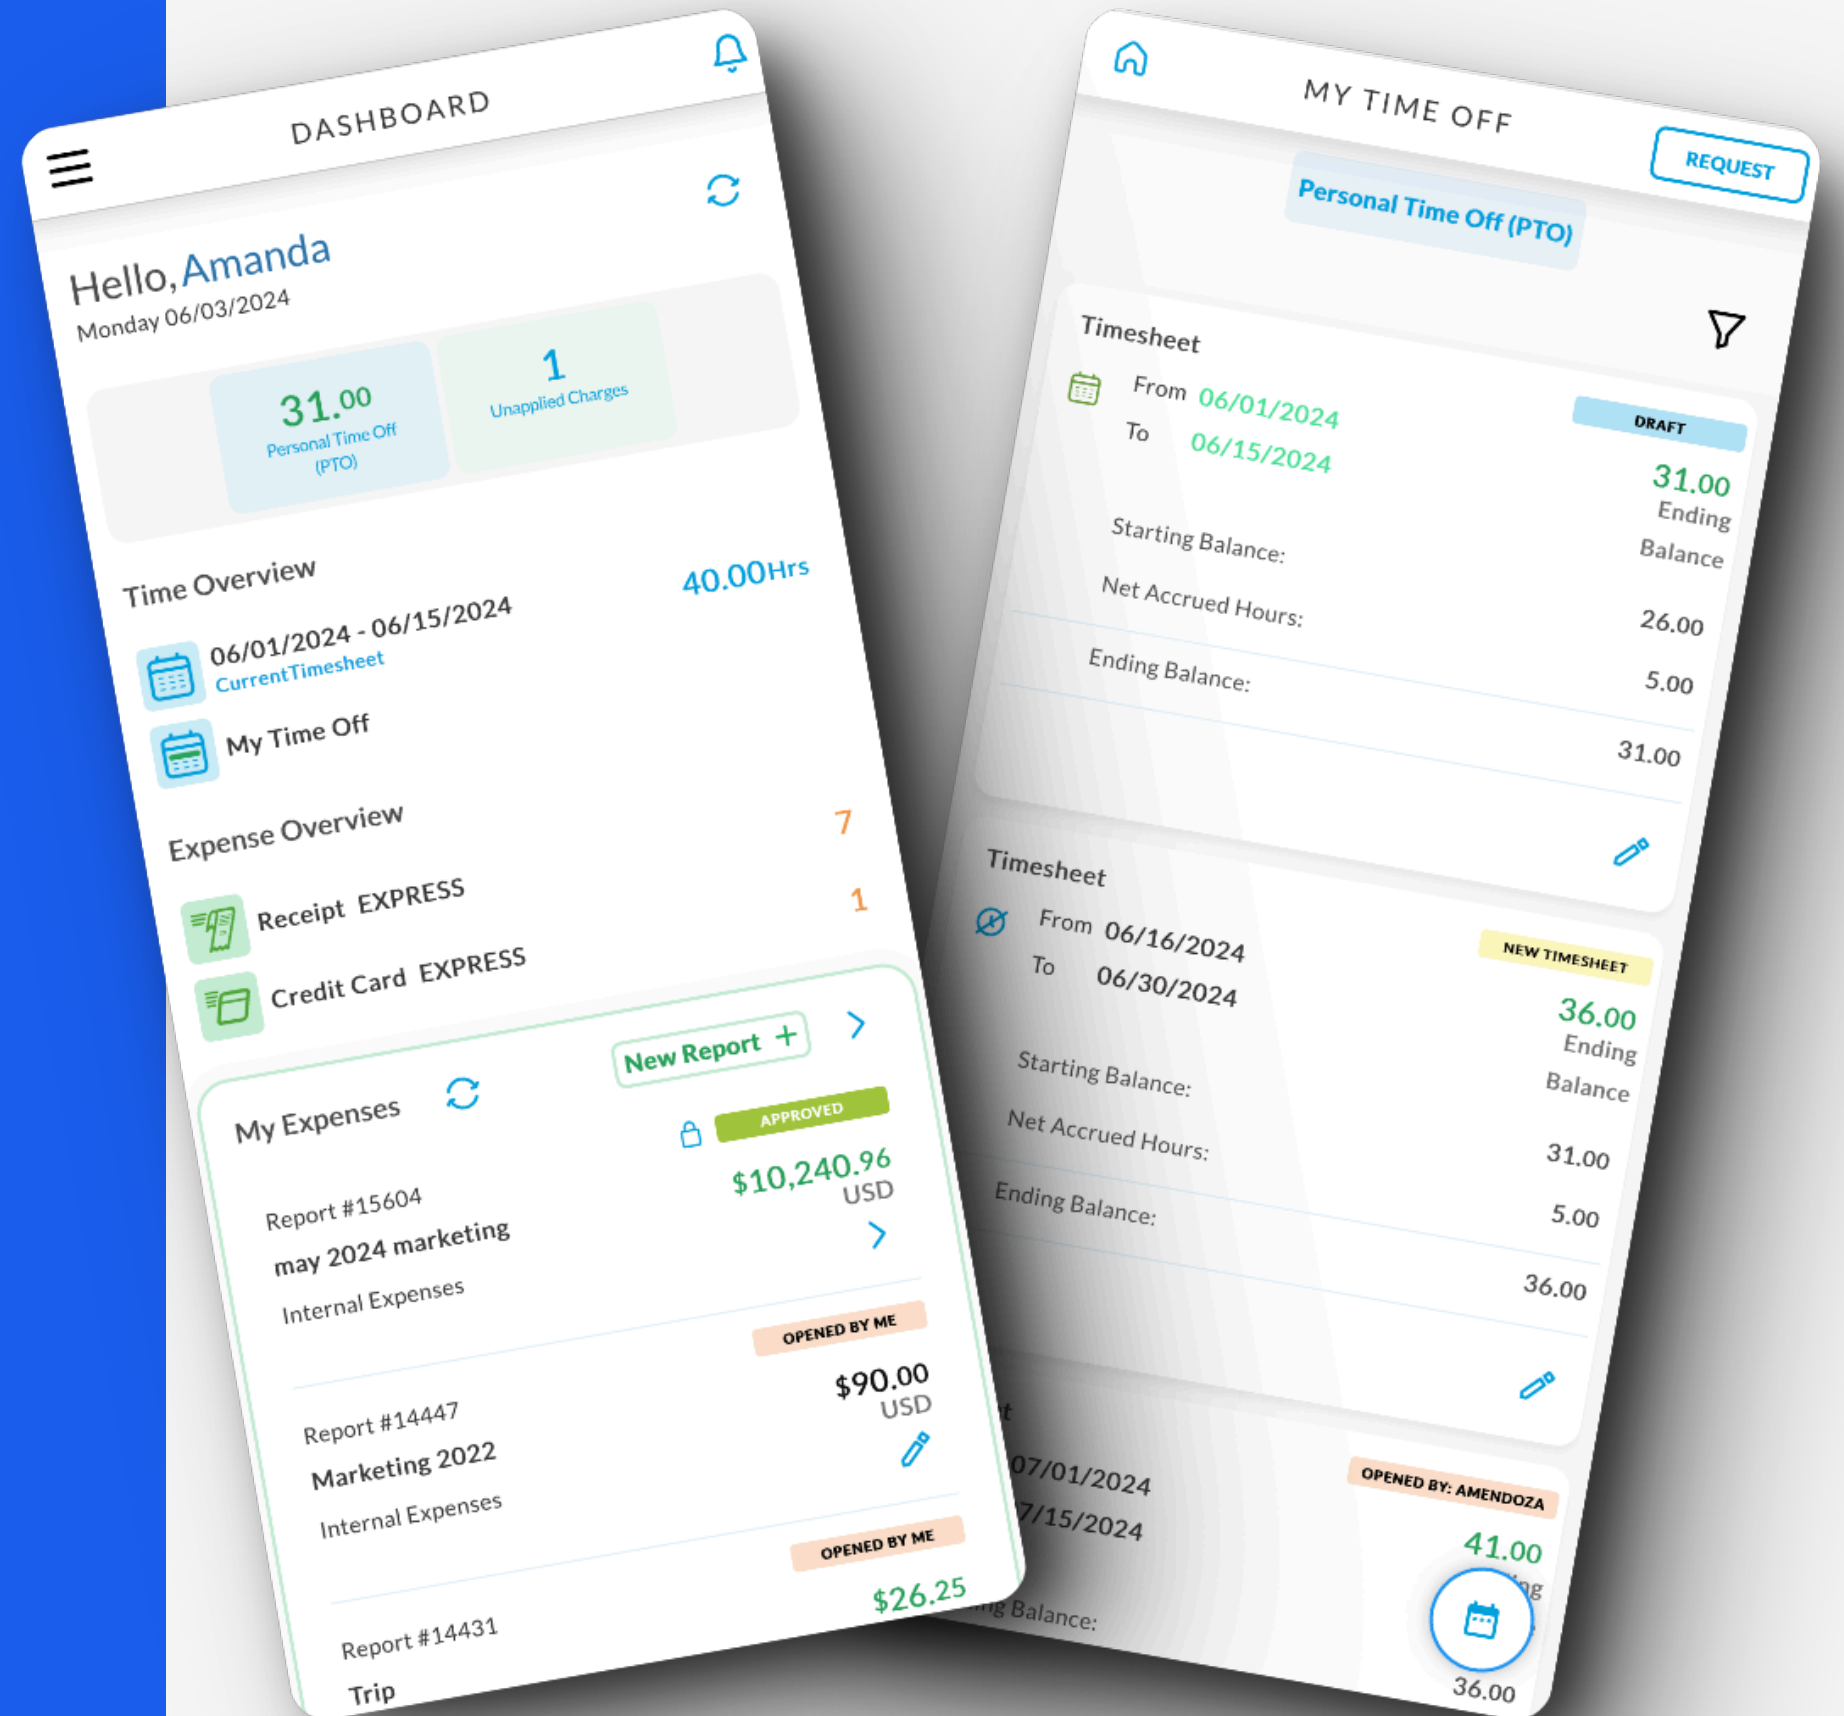 DASHBOARD
Hello, Amanda
Monday 06/03/2024
31.00
Personal Time Off
(PTO)
1
Unapplied Charges
Time Overview
06/01/2024 - 06/15/2024
40.00Hrs
CurrentTimesheet
My Time Off
Expense Overview
Receipt EXPRESS
7
Credit Card EXPRESS
1
My Expenses
New Report +
APPROVED
Report #15604
$10,240.96
USD
may 2024 marketing
Internal Expenses
OPENED BY ME
Report #14447
$90.00
USD
Marketing 2022
Internal Expenses
OPENED BY ME
Report #14431
$26.25
Trip
MY TIME OFF
REQUEST
Personal Time Off (PTO)
Timesheet
From 06/01/2024
To 06/15/2024
DRAFT
31.00
Ending
Balance
Starting Balance:
26.00
Net Accrued Hours:
5.00
Ending Balance:
31.00
Timesheet
From 06/16/2024
To 06/30/2024
NEW TIMESHEET
36.00
Ending
Balance
Starting Balance:
31.00
Net Accrued Hours:
5.00
Ending Balance:
36.00
07/01/2024
7/15/2024
OPENED BY: AMENDOZA
41.00
Balance:
36.00